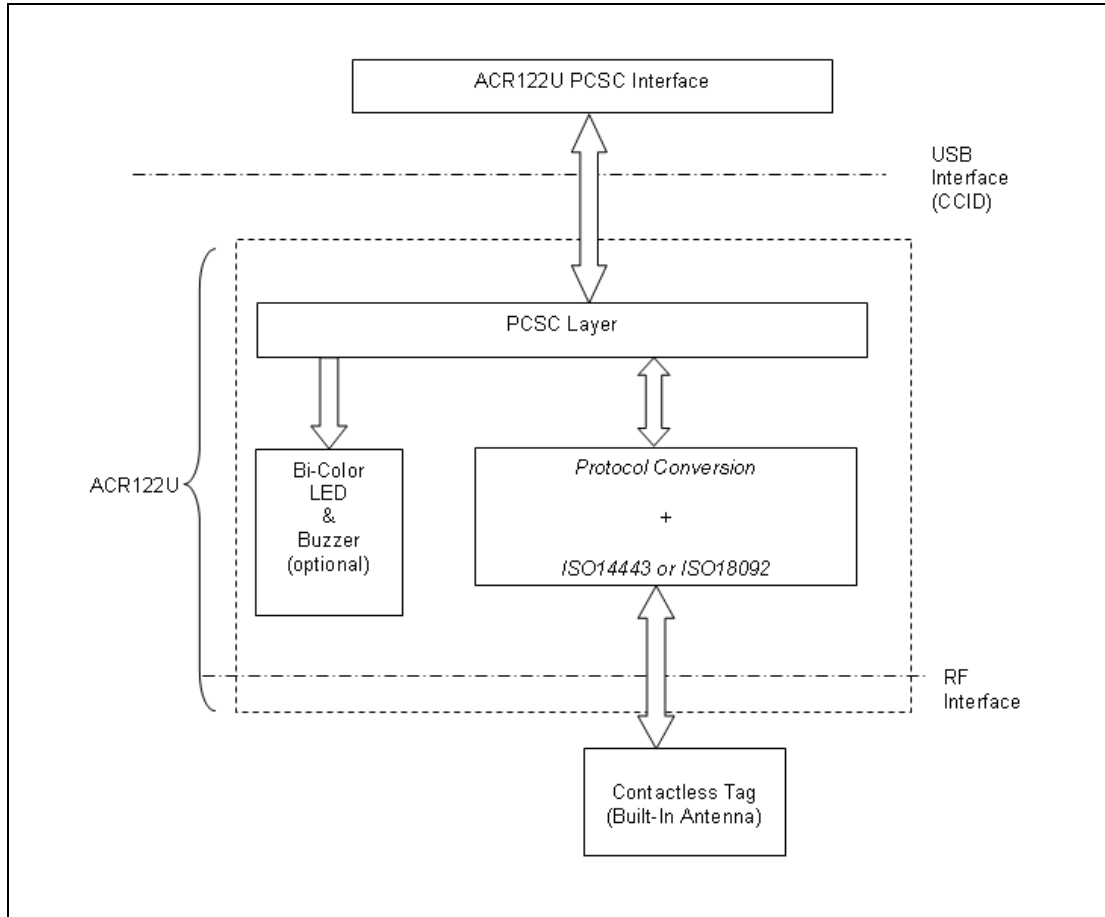 ACR122U PCSC Interface
USB
Interface
(CCID)
PCSC Layer
Bi-Color
LED
&
Buzzer
(optional)
Protocol Conversion
+
ISO14443 or ISO18092
ACR122U
RF
Interface
Contactless Tag
(Built-In Antenna)